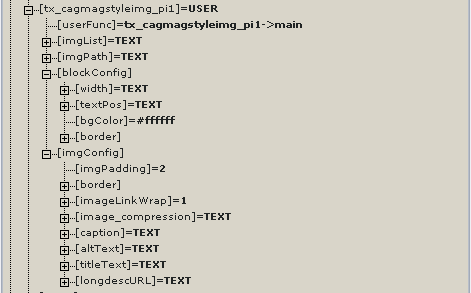 [tx_cagmagstyleimg_pi1]=USER
[userFunc]=tx_cagmagstyleimg_pi1->main
[imgList]=TEXT
[imgPath]=TEXT
[blockConfig]
[width]=TEXT
[textPos]=TEXT
[bgColor]=#ffffff
[border]
[imgConfig]
[imgPadding]=2
[border]
[imageLinkWrap]=1
[image_compression]=TEXT
[caption]=TEXT
[altText]=TEXT
[titleText]=TEXT
[longdescURL]=TEXT